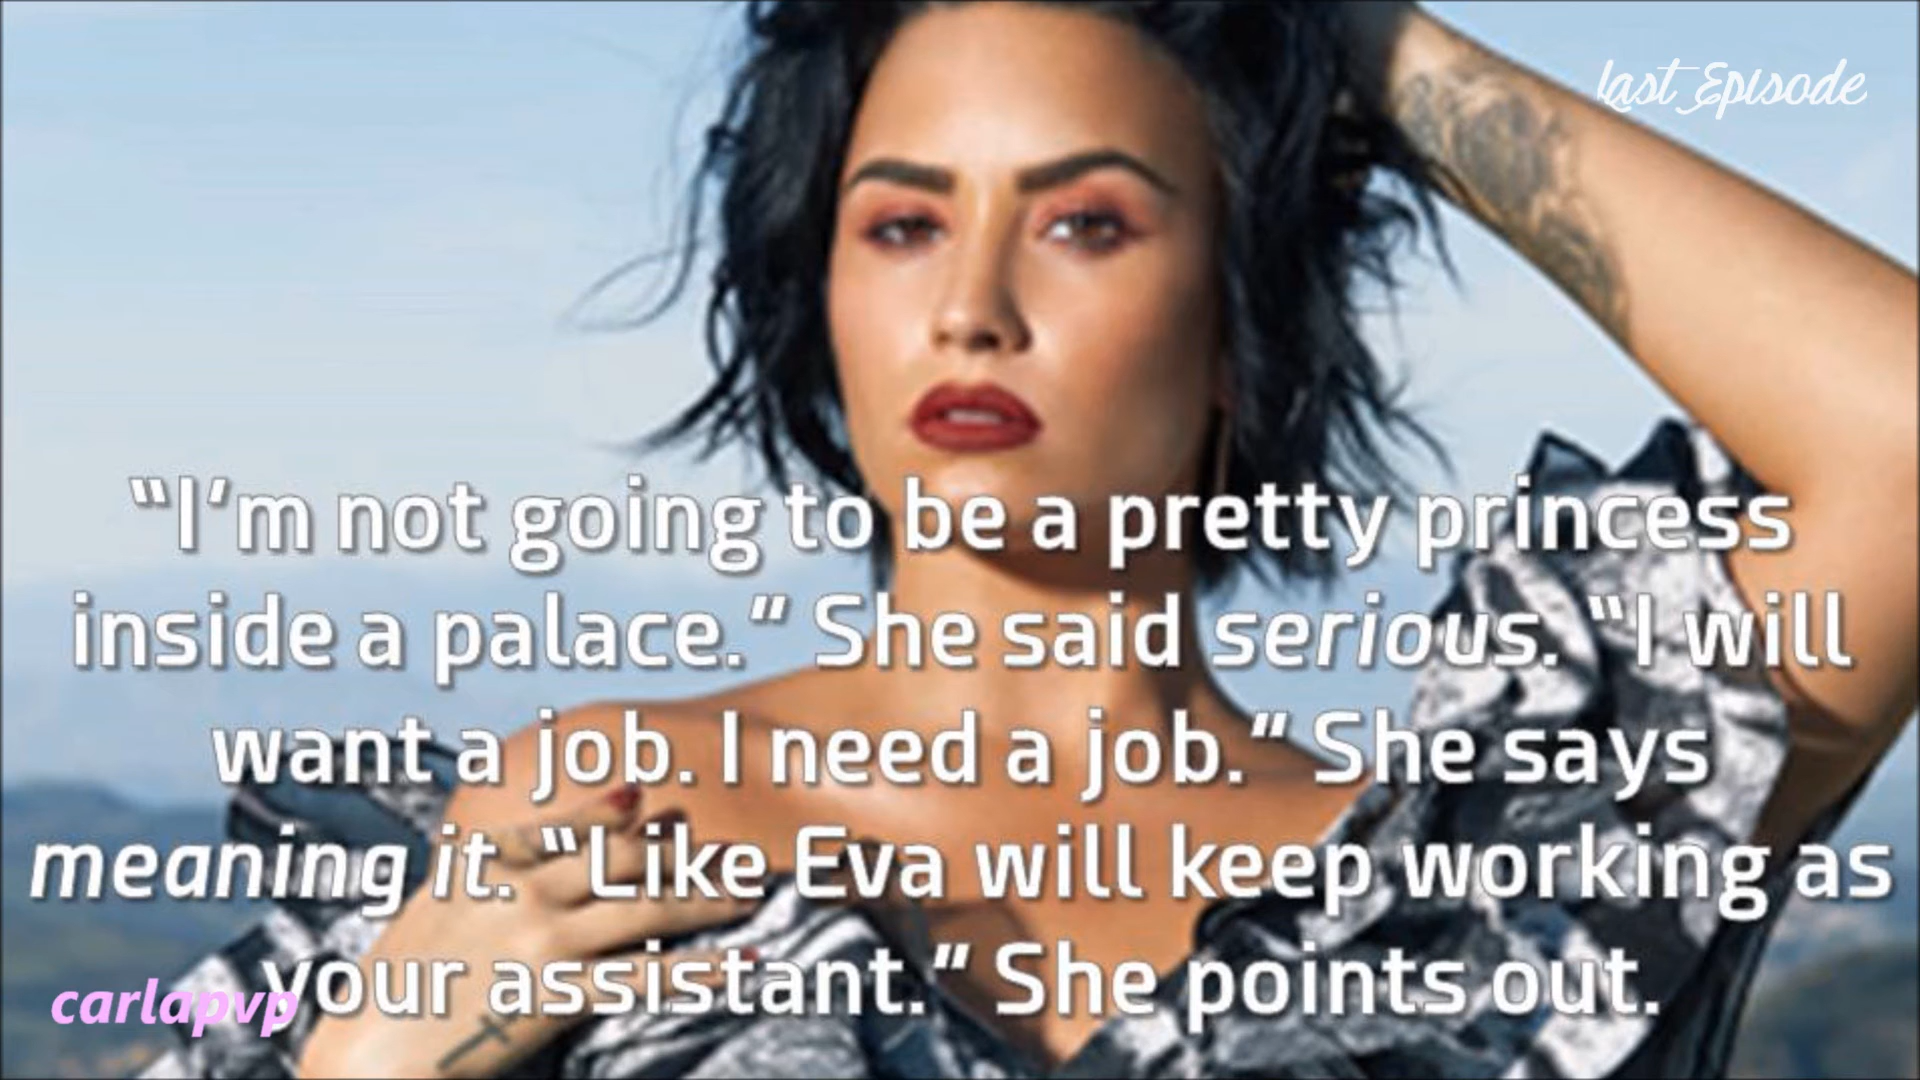 Last Episode
“I’m not going to be a pretty princess
inside a palace.” She said serious. “I will
want a job. I need a job.” She says
meaning it. “Like Eva will keep working as
your assistant.” She points out.
carlapvp